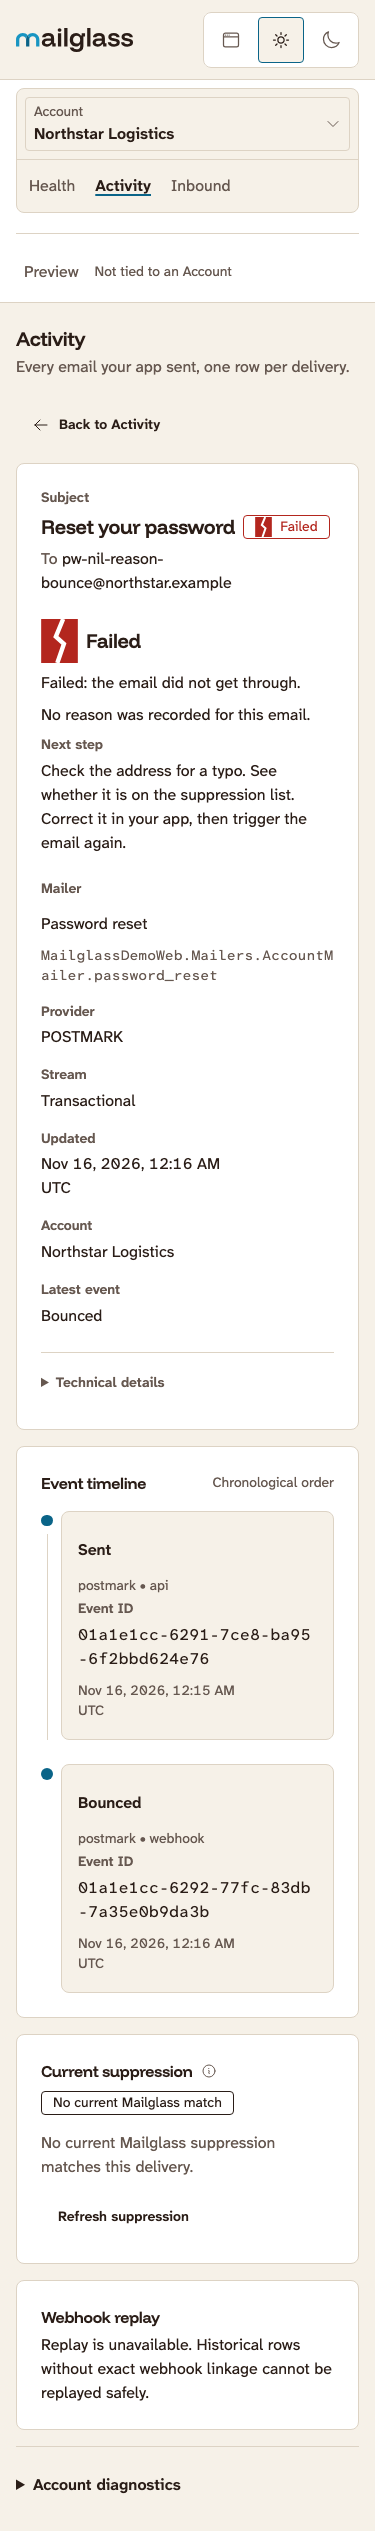 mailglass
Account
Northstar Logistics
Health Activity Inbound
Preview Not tied to an Account
Activity
Every email your app sent, one row per delivery.
Back to Activity
Subject
Reset your password Failed
To pw-nil-reason-
bounce@northstar.example
Failed
Failed: the email did not get through.
No reason was recorded for this email.
Next step
Check the address for a typo. See
whether it is on the suppression list.
Correct it in your app, then trigger the
email again.
Mailer
Password reset
MailglassDemoWeb.Mailers.AccountM
ailer.password_reset
Provider
POSTMARK
Stream
Transactional
Updated
Nov 16, 2026, 12:16 AM
UTC
Account
Northstar Logistics
Latest event
Bounced
Technical details
Event timeline Chronological order
Sent
postmark • api
Event ID
01a1e1cc-6291-7ce8-ba95
-6f2bbd624e76
Nov 16, 2026, 12:15 AM
UTC
Bounced
postmark • webhook
Event ID
01a1e1cc-6292-77fc-83db
-7a35e0b9da3b
Nov 16, 2026, 12:16 AM
UTC
Current suppression
No current Mailglass match
No current Mailglass suppression
matches this delivery.
Refresh suppression
Webhook replay
Replay is unavailable. Historical rows
without exact webhook linkage cannot be
replayed safely.
Account diagnostics